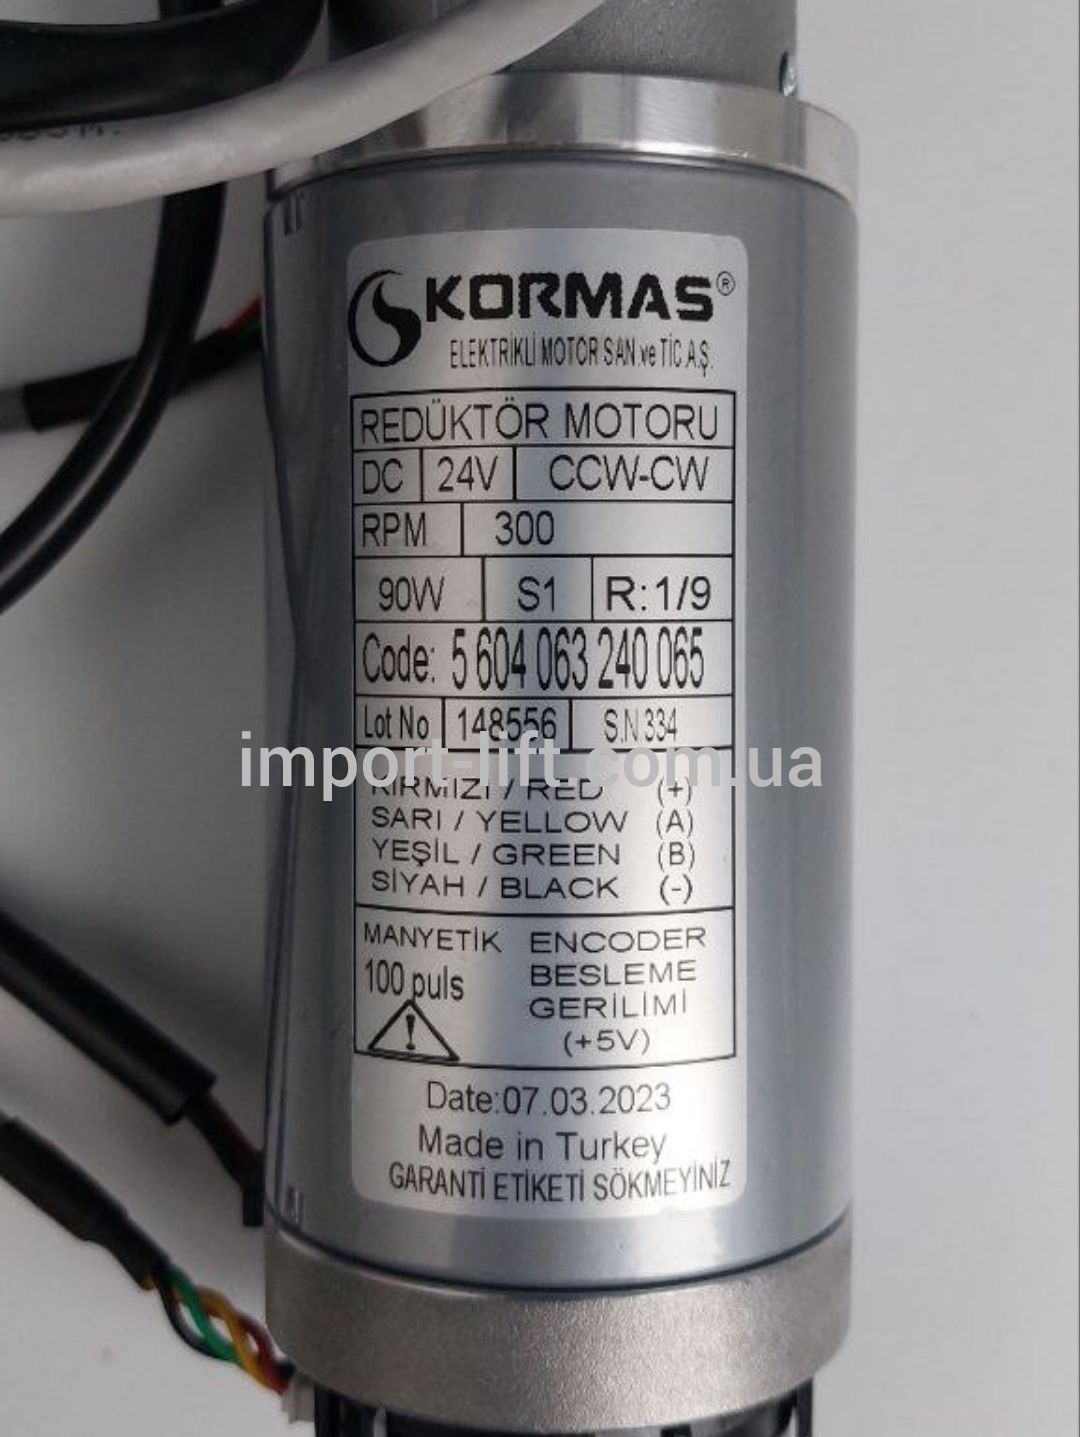 KORMAS®
ELEKTRİKLİ MOTOR SAN ve TİC A.Ş.
REDÜKTÖR MOTORU
DC 24V CCW-CW
RPM 300
90W S1 R: 1/9
Code: 5 604 063 240 065
Lot No 148556 S.N 334
import-lift.com.ua
KIRMIZI / RED (+)
SARI / YELLOW (A)
YEŞİL / GREEN (B)
SİYAH / BLACK (-)
MANYETİK ENCODER
100 puls BESLEME
GERİLİMİ
! (+5V)
Date:07.03.2023
Made in Turkey
GARANTİ ETİKETİ SÖKMEYİNİZ